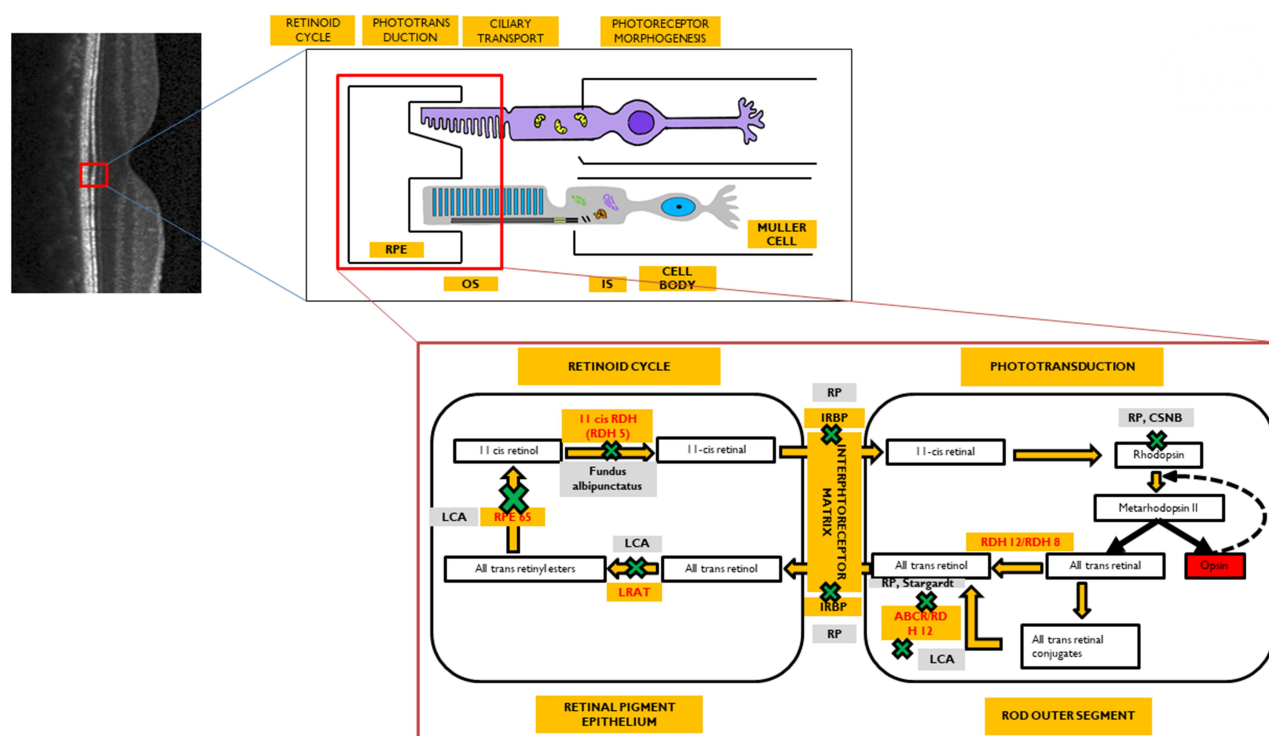 RETINOID
CYCLE
PHOTOTRANS
DUCTION
CILIARY
TRANSPORT
PHOTORECEPTOR
MORPHOGENESIS
RPE
MULLER
CELL
OS
IS
CELL
BODY
RETINOID CYCLE
PHOTOTRANSDUCTION
RP
IRBP
11 cis RDH
(RDH 5)
11 cis retinol
11-cis retinal
Fundus
albipunctatus
11-cis retinal
RP, CSNB
Rhodopsin
Metarhodopsin II
INTERPHTORECEPTOR
MATRIX
LCA
RPE 65
LCA
All trans retinyl esters
All trans retinol
LRAT
RDH 12/RDH 8
All trans retinol
All trans retinal
Opsin
RP, Stargardt
ABCR/RD
H 12
LCA
All trans retinal
conjugates
IRBP
RP
RETINAL PIGMENT
EPITHELIUM
ROD OUTER SEGMENT